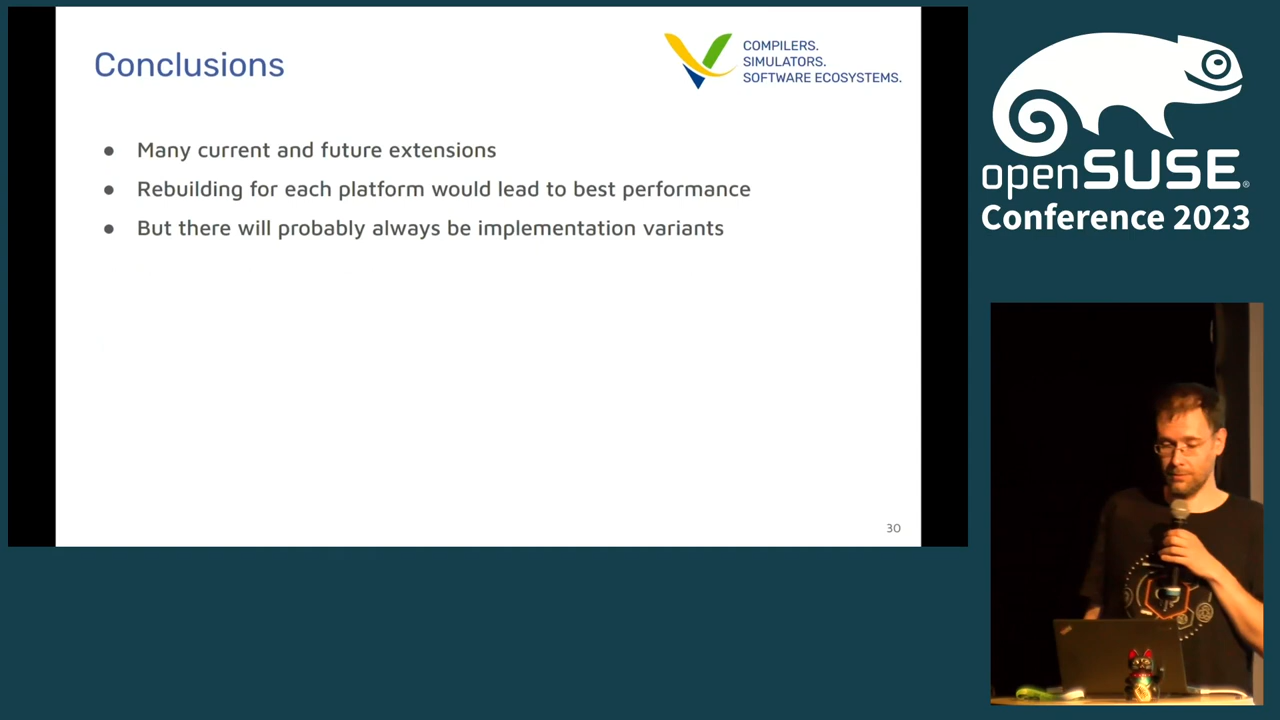 Conclusions
COMPILERS.
SIMULATORS.
SOFTWARE ECOSYSTEMS.
● Many current and future extensions
● Rebuilding for each platform would lead to best performance
● But there will probably always be implementation variants
30
openSUSE®
Conference 2023